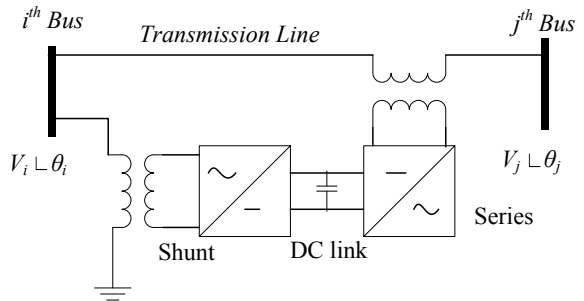 i^th Bus
j^th Bus
Transmission Line
V_i ∟θ_i
V_j ∟θ_j
Series
Shunt
DC link